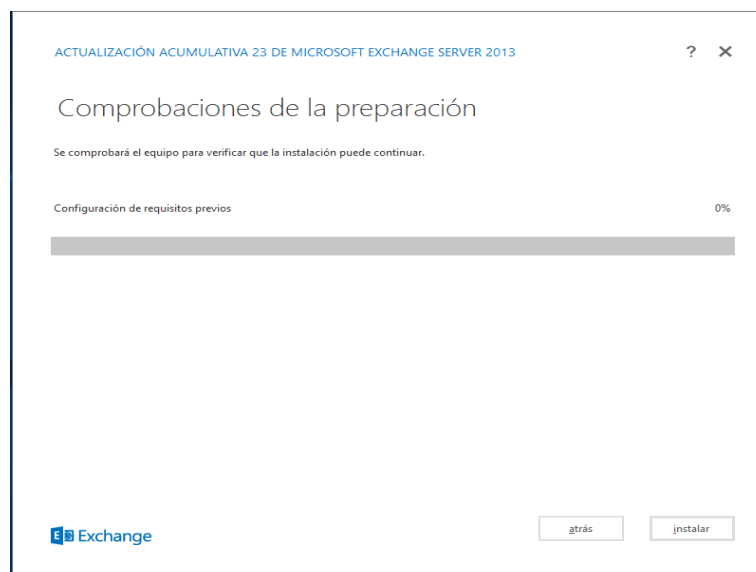 ACTUALIZACIÓN ACUMULATIVA 23 DE MICROSOFT EXCHANGE SERVER 2013 ? ✕
Comprobaciones de la preparación
Se comprobará el equipo para verificar que la instalación puede continuar.
Configuración de requisitos previos 0%
E Exchange
atrás instalar